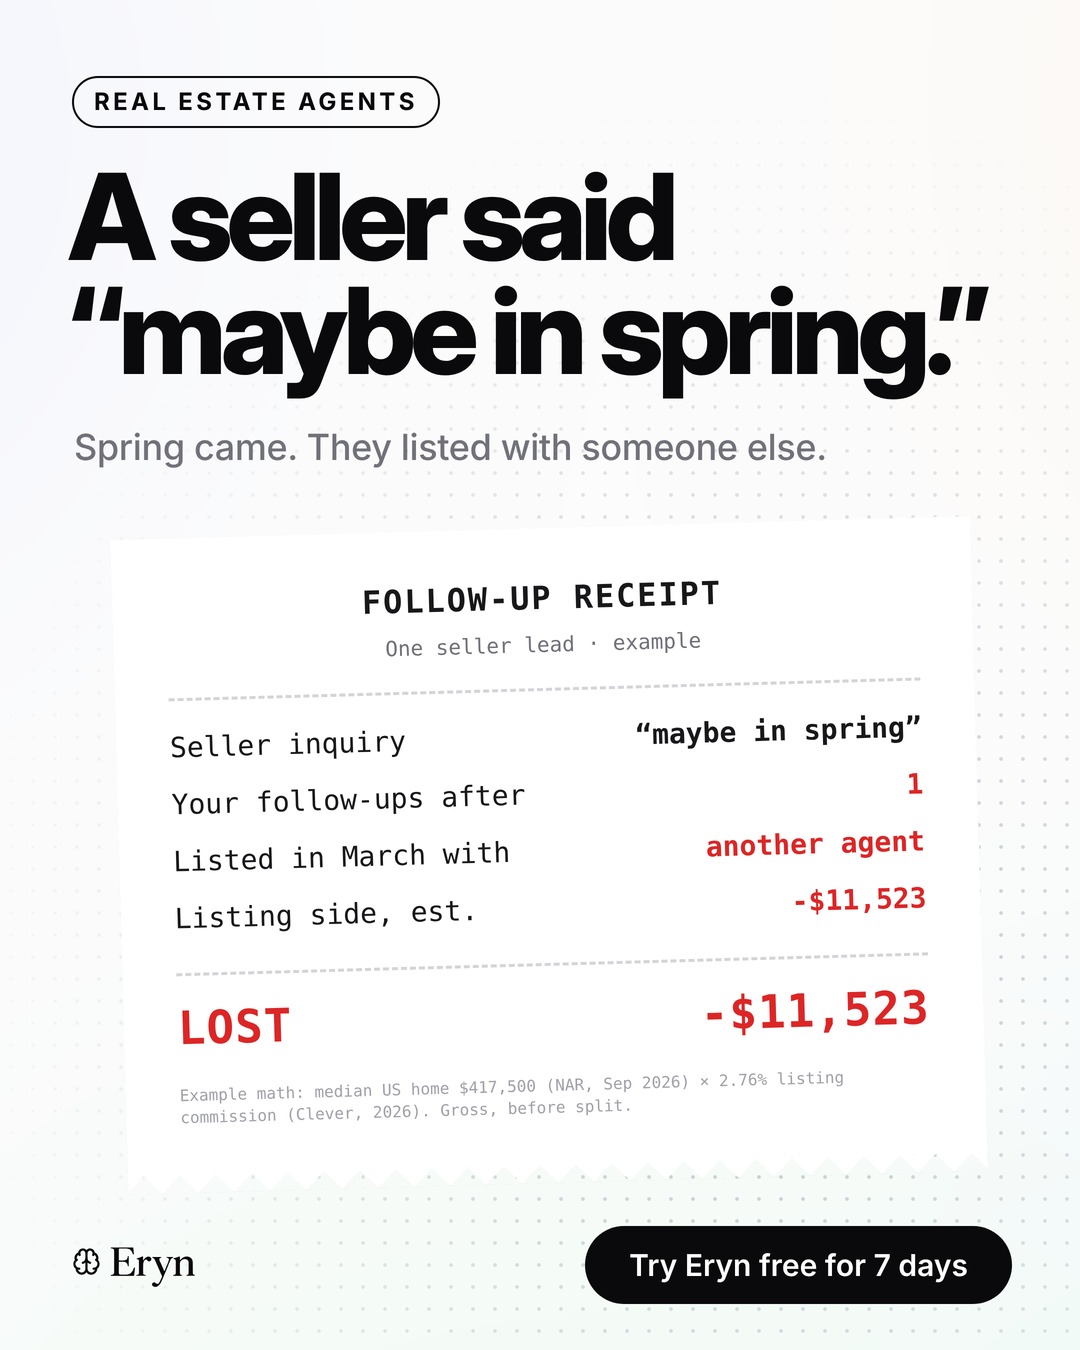 REAL ESTATE AGENTS
A seller said
“maybe in spring.”
Spring came. They listed with someone else.
FOLLOW-UP RECEIPT
One seller lead · example
Seller inquiry “maybe in spring”
Your follow-ups after 1
Listed in March with another agent
Listing side, est. -$11,523
LOST -$11,523
Example math: median US home $417,500 (NAR, Sep 2026) × 2.76% listing
commission (Clever, 2026). Gross, before split.
Eryn
Try Eryn free for 7 days